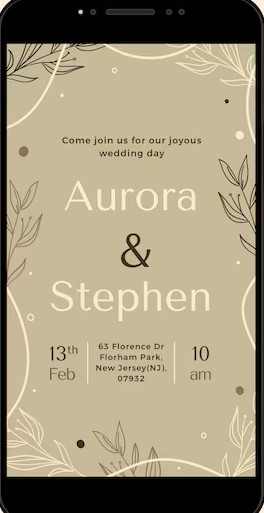 Come join us for our joyous
wedding day
Aurora
&
Stephen
13th
Feb
63 Florence Dr
Florham Park,
New Jersey(NJ),
07932
10
am